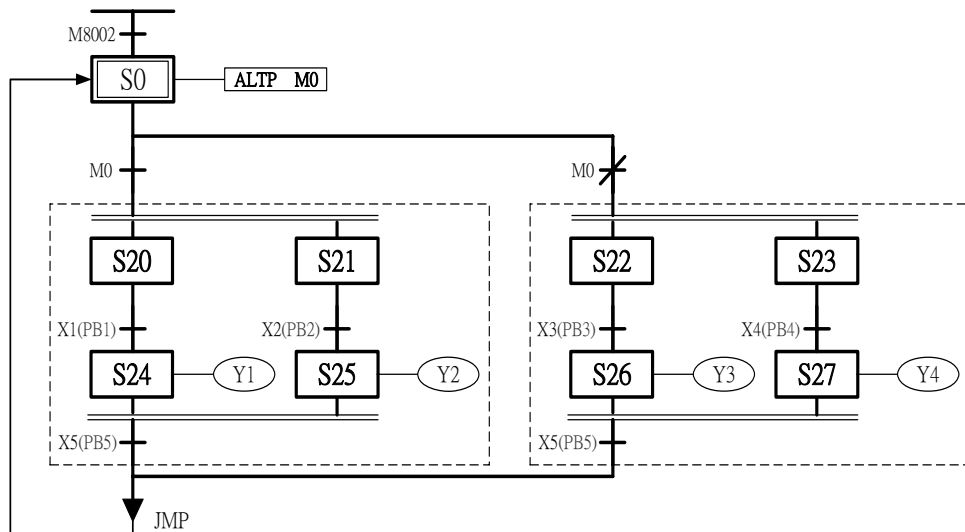 M8002
S0
ALTP M0
M0
M0
S20
S21
S22
S23
X1(PB1)
X2(PB2)
X3(PB3)
X4(PB4)
S24
Y1
S25
Y2
S26
Y3
S27
Y4
X5(PB5)
X5(PB5)
JMP